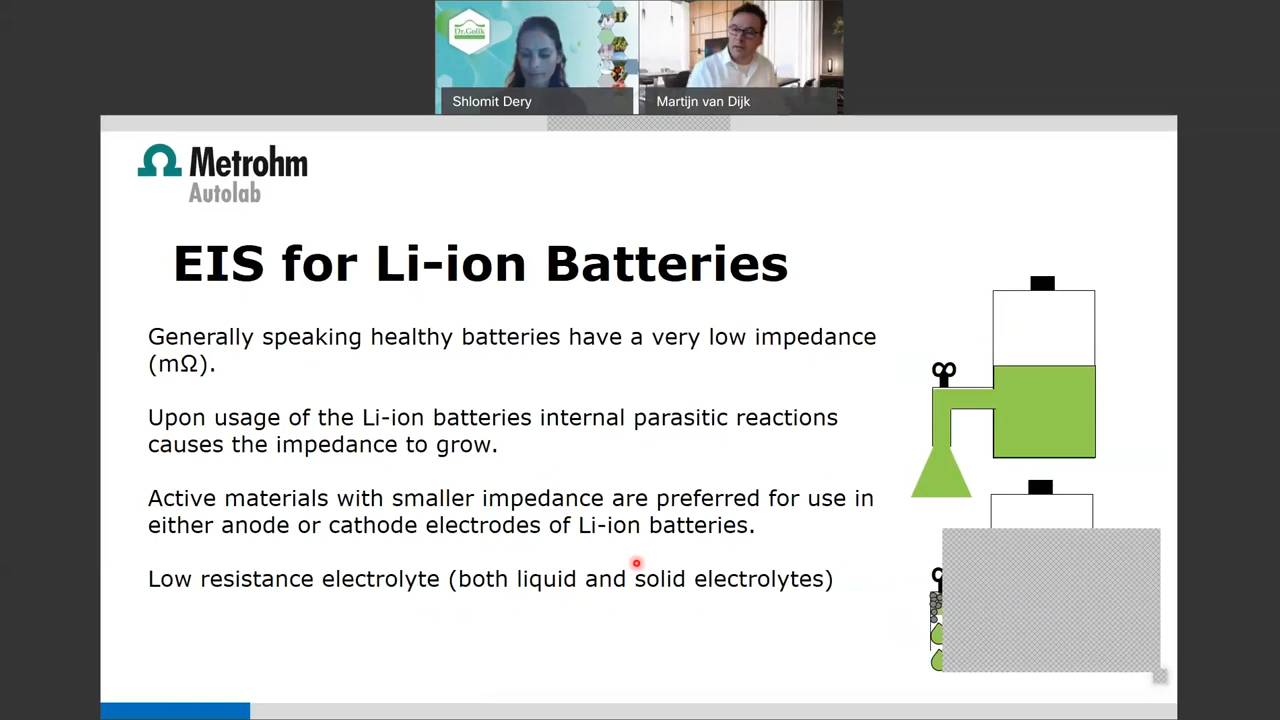 Dr.Golik
Shlomit Dery
Martijn van Dijk
Metrohm
Autolab
EIS for Li-ion Batteries
Generally speaking healthy batteries have a very low impedance
(mΩ).
Upon usage of the Li-ion batteries internal parasitic reactions
causes the impedance to grow.
Active materials with smaller impedance are preferred for use in
either anode or cathode electrodes of Li-ion batteries.
Low resistance electrolyte (both liquid and solid electrolytes)